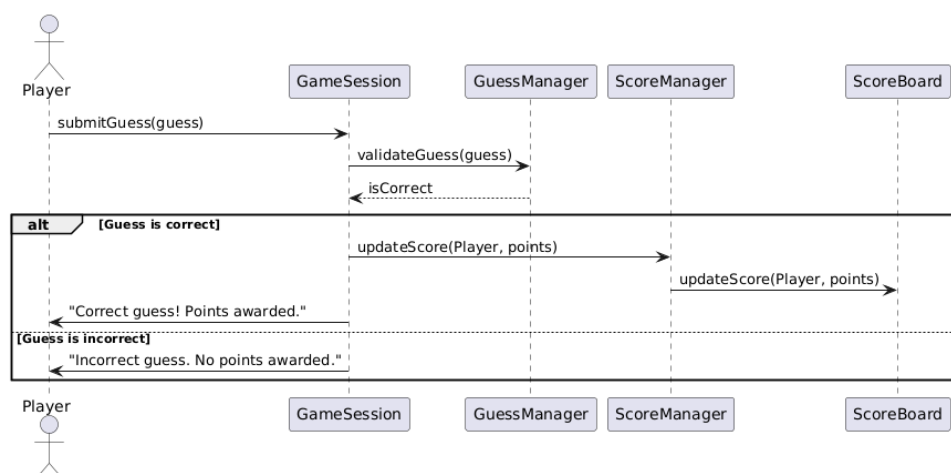 Player
GameSession
GuessManager
ScoreManager
ScoreBoard
submitGuess(guess)
validateGuess(guess)
isCorrect
alt
[Guess is correct]
updateScore(Player, points)
updateScore(Player, points)
"Correct guess! Points awarded."
[Guess is incorrect]
"Incorrect guess. No points awarded."
Player
GameSession
GuessManager
ScoreManager
ScoreBoard